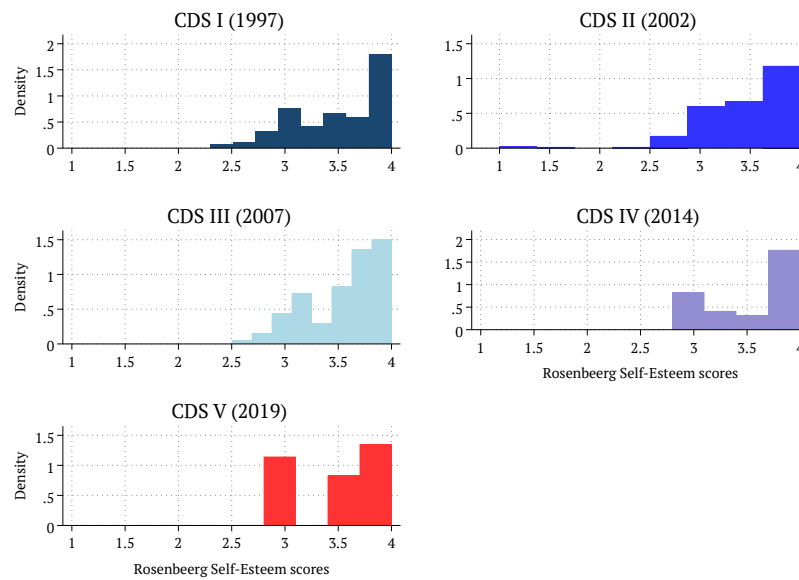 CDS I (1997)
Density
2
1.5
1
.5
0
1 1.5 2 2.5 3 3.5 4
CDS II (2002)
1.5
1
.5
0
1 1.5 2 2.5 3 3.5 4
CDS III (2007)
Density
1.5
1
.5
0
1 1.5 2 2.5 3 3.5 4
CDS IV (2014)
2
1.5
1
.5
0
1 1.5 2 2.5 3 3.5 4
Rosenbeerg Self-Esteem scores
CDS V (2019)
Density
1.5
1
.5
0
1 1.5 2 2.5 3 3.5 4
Rosenbeerg Self-Esteem scores